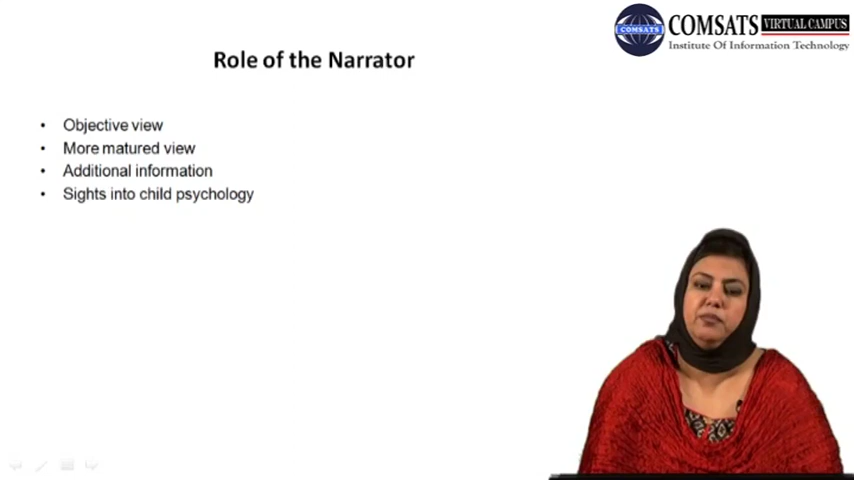 COMSATS VIRTUAL CAMPUS
COMSATS
Institute Of Information Technology
Role of the Narrator
• Objective view
• More matured view
• Additional information
• Sights into child psychology